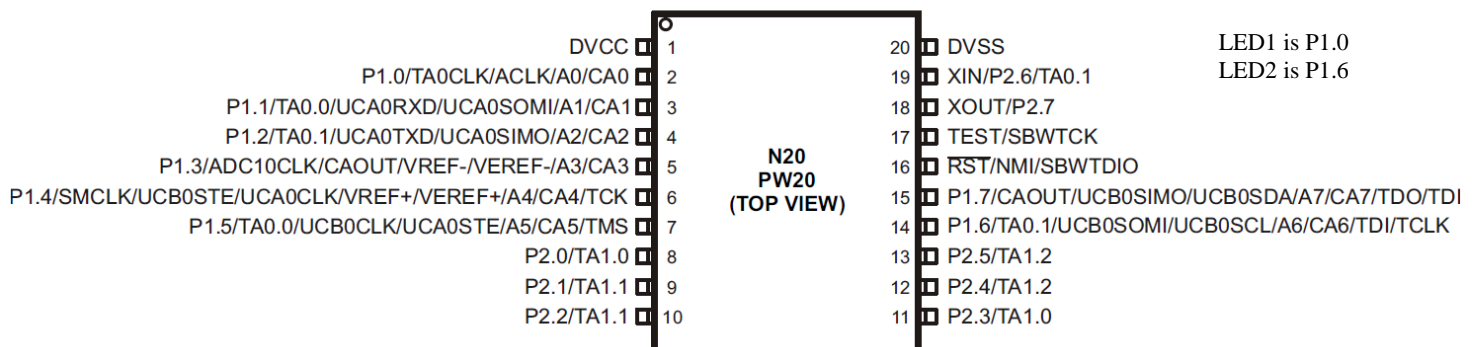 DVCC 1
P1.0/TA0CLK/ACLK/A0/CA0 2
P1.1/TA0.0/UCA0RXD/UCA0SOMI/A1/CA1 3
P1.2/TA0.1/UCA0TXD/UCA0SIMO/A2/CA2 4
P1.3/ADC10CLK/CAOUT/VREF-/VEREF-/A3/CA3 5
P1.4/SMCLK/UCB0STE/UCA0CLK/VREF+/VEREF+/A4/CA4/TCK 6
P1.5/TA0.0/UCB0CLK/UCA0STE/A5/CA5/TMS 7
P2.0/TA1.0 8
P2.1/TA1.1 9
P2.2/TA1.1 10
N20
PW20
(TOP VIEW)
20 DVSS
19 XIN/P2.6/TA0.1
18 XOUT/P2.7
17 TEST/SBWTCK
16 RST/NMI/SBWTDIO
15 P1.7/CAOUT/UCB0SIMO/UCB0SDA/A7/CA7/TDO/TDI
14 P1.6/TA0.1/UCB0SOMI/UCB0SCL/A6/CA6/TDI/TCLK
13 P2.5/TA1.2
12 P2.4/TA1.2
11 P2.3/TA1.0
LED1 is P1.0
LED2 is P1.6